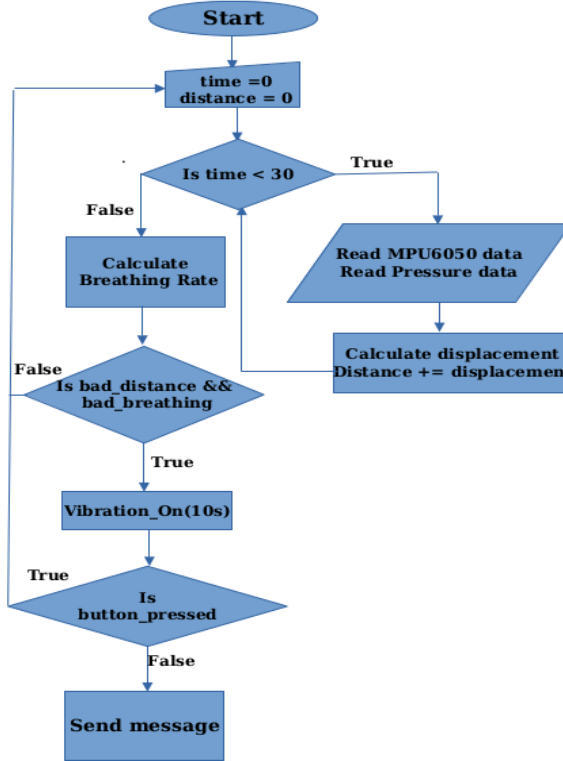 Start
time =0
distance = 0
Is time < 30
True
False
Read MPU6050 data
Read Pressure data
Calculate
Breathing Rate
Calculate displacement
Distance += displacemen
False
Is bad_distance &&
bad_breathing
True
Vibration_On(10s)
True
Is
button_pressed
False
Send message